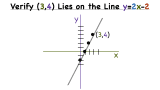 Verify (3,4) Lies on the Line y=2x-2
y
(3,4)
x